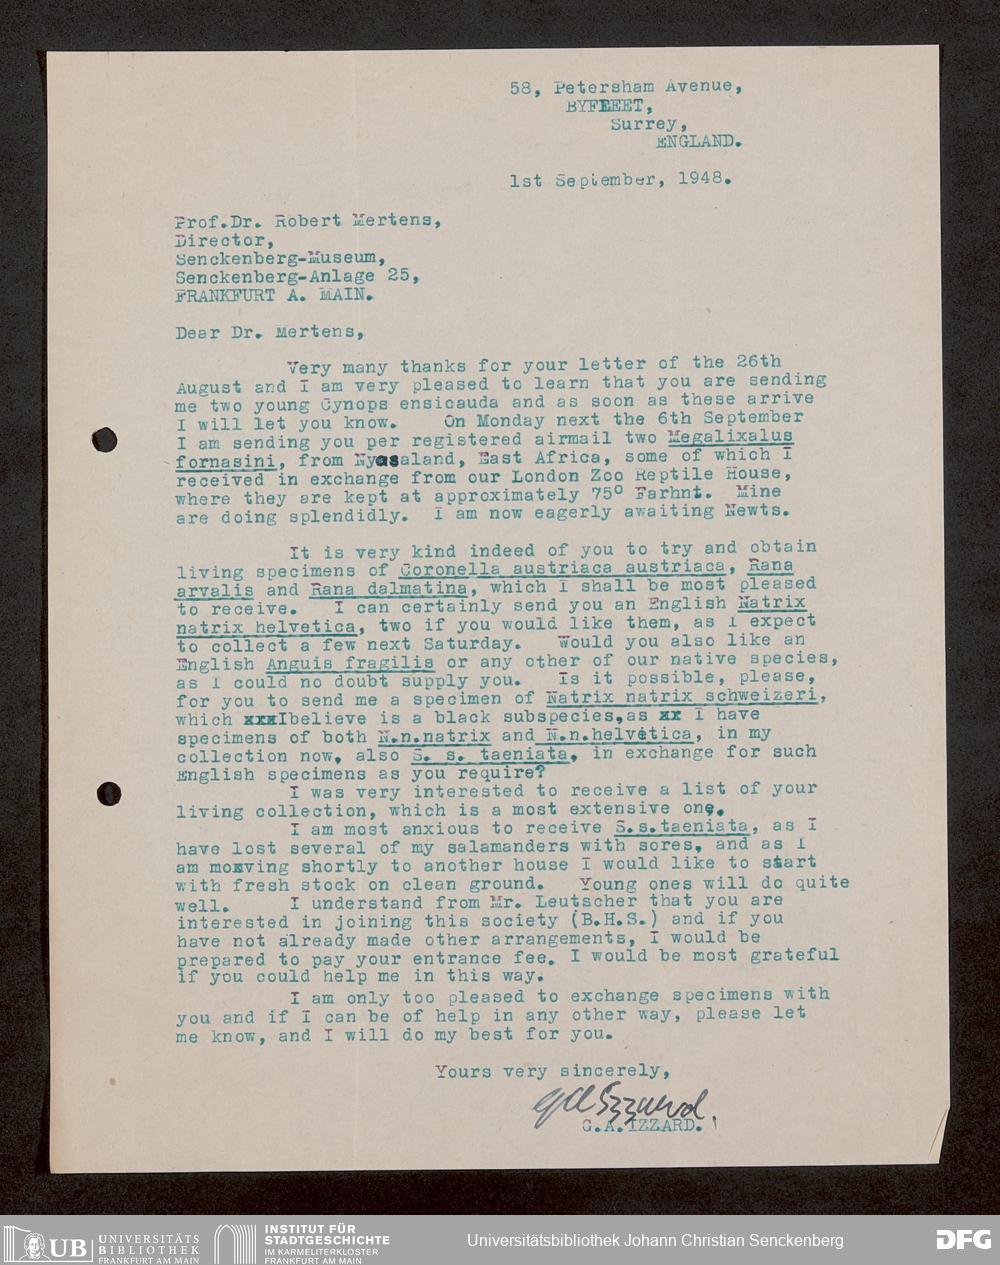 58, Petersham Avenue,
BYFLEET,
Surrey,
ENGLAND.
1st September, 1948.
Prof.Dr. Robert Mertens,
Director,
Senckenberg-Museum,
Senckenberg-Anlage 25,
FRANKFURT A. MAIN.
Dear Dr. Mertens,
Very many thanks for your letter of the 26th
August and I am very pleased to learn that you are sending
me two young Cynops ensicauda and as soon as these arrive
I will let you know. On Monday next the 6th September
I am sending you per registered airmail two Megalixalus
fornasini, from Nyasaland, East Africa, some of which I
received in exchange from our London Zoo Reptile House,
where they are kept at approximately 75° Farhnt. Mine
are doing splendidly. I am now eagerly awaiting Newts.
It is very kind indeed of you to try and obtain
living specimens of Coronella austriaca austriaca, Rana
arvalis and Rana dalmatina, which I shall be most pleased
to receive. I can certainly send you an English Natrix
natrix helvetica, two if you would like them, as I expect
to collect a few next Saturday. Would you also like an
English Anguis fragilis or any other of our native species,
as I could no doubt supply you. Is it possible, please,
for you to send me a specimen of Natrix natrix schweizeri,
which xxxIbelieve is a black subspecies,as xx I have
specimens of both N.n.natrix and N.n.helvetica, in my
collection now, also S. s. taeniata, in exchange for such
English specimens as you require?
I was very interested to receive a list of your
living collection, which is a most extensive one.
I am most anxious to receive S.s.taeniata, as I
have lost several of my salamanders with sores, and as I
am moving shortly to another house I would like to start
with fresh stock on clean ground. Young ones will do quite
well. I understand from Mr. Leutscher that you are
interested in joining this society (B.H.S.) and if you
have not already made other arrangements, I would be
prepared to pay your entrance fee. I would be most grateful
if you could help me in this way.
I am only too pleased to exchange specimens with
you and if I can be of help in any other way, please let
me know, and I will do my best for you.
Yours very sincerely,
G A Izzard.
G.A.IZZARD.
UB UNIVERSITÄTS
BIBLIOTHEK
FRANKFURT AM MAIN
INSTITUT FÜR
STADTGESCHICHTE
IM KARMELITERKLOSTER
FRANKFURT AM MAIN
Universitätsbibliothek Johann Christian Senckenberg
DFG